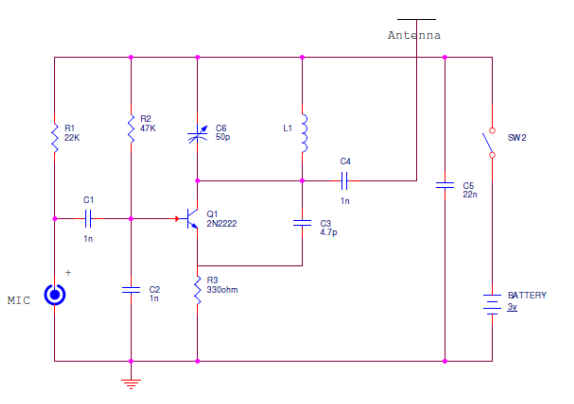 Antenna
R1
22K
R2
47K
C6
50p
L1
SW2
C4
1n
C5
22n
C1
1n
Q1
2N2222
C3
4.7p
+
MIC
C2
1n
R3
330ohm
BATTERY
3v